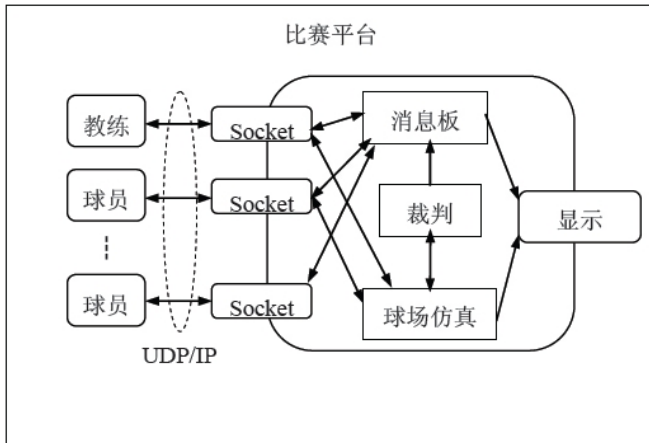 比赛平台
教练
Socket
消息板
球员
Socket
裁判
显示
球员
Socket
球场仿真
UDP/IP